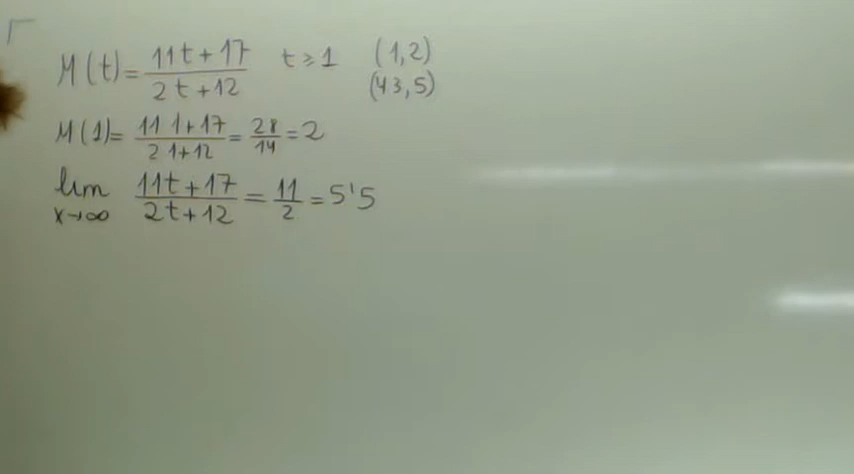 M(t)= 11t+17 / 2t+12 t≥1 (1,2)
(43,5)
M(1)= 11 1+17 / 2 1+12 = 28/14 = 2
lim x→∞ 11t+17 / 2t+12 = 11/2 = 5'5